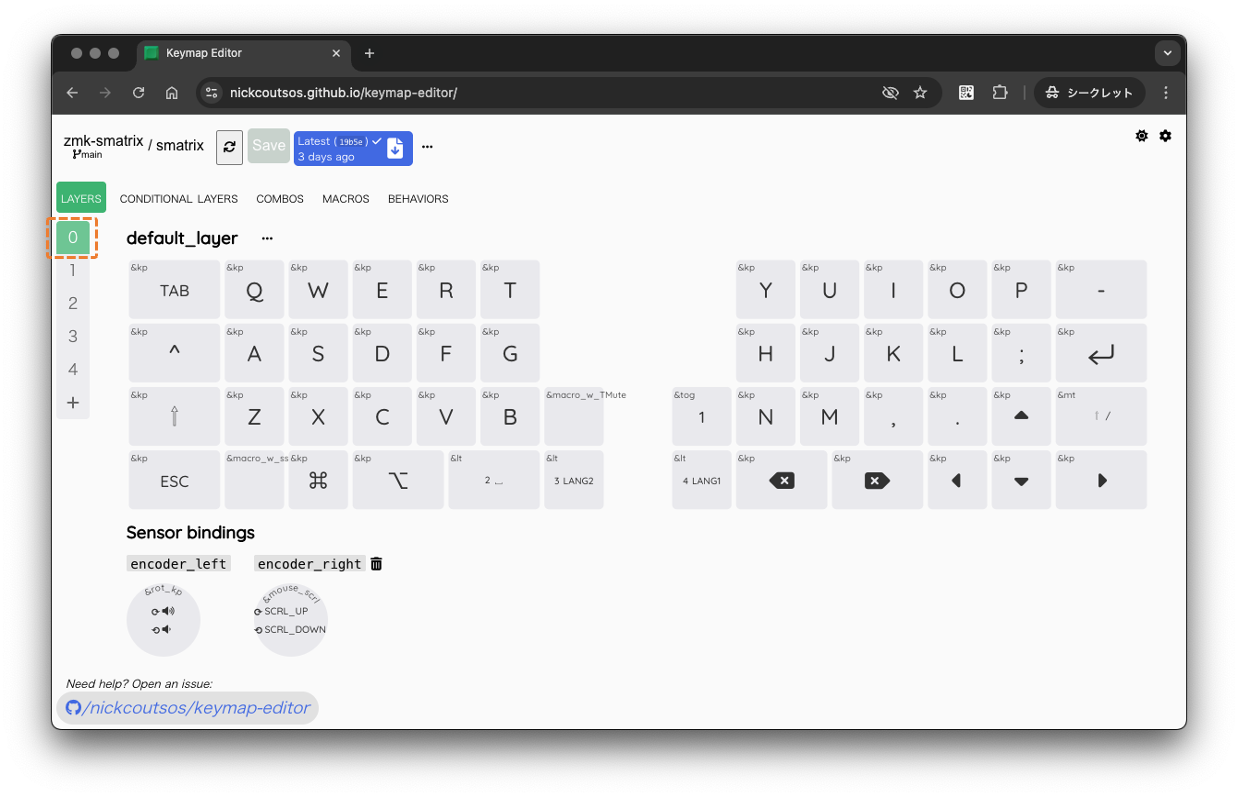 Keymap Editor
nickcoutsos.github.io/keymap-editor/
シークレット
zmk-smatrix / smatrix
main
Save
Latest (19b5e)
3 days ago
LAYERS CONDITIONAL LAYERS COMBOS MACROS BEHAVIORS
0
1
2
3
4
+
default_layer ...
&kp &kp &kp &kp &kp &kp &kp &kp &kp &kp &kp &kp
TAB Q W E R T Y U I O P -
&kp &kp &kp &kp &kp &kp &kp &kp &kp &kp &kp &kp
^ A S D F G H J K L ;
&kp &kp &kp &kp &kp &kp &macro_w_TMute &tog &kp &kp &kp &kp &kp &mt
Z X C V B 1 N M , . /
&kp &macro_w_ss &kp &kp &lt &lt &lt &kp &kp &kp &kp &kp
ESC ⌘ ⌥ 2 3 LANG2 4 LANG1
Sensor bindings
encoder_left encoder_right
&rot_kp &mouse_scrl
SCRL_UP
SCRL_DOWN
Need help? Open an issue:
/nickcoutsos/keymap-editor